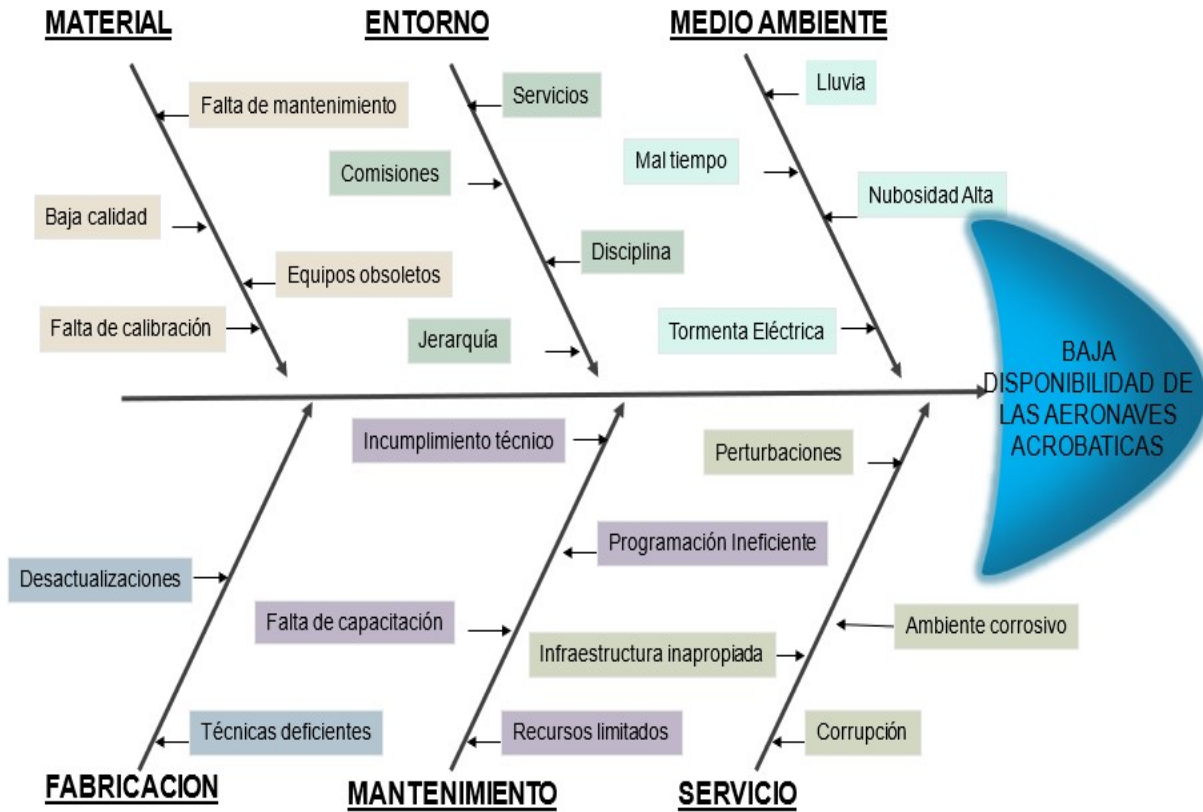 MATERIAL
ENTORNO
MEDIO AMBIENTE
Falta de mantenimiento
Baja calidad
Equipos obsoletos
Falta de calibración
Servicios
Comisiones
Disciplina
Jerarquía
Lluvia
Mal tiempo
Nubosidad Alta
Tormenta Eléctrica
BAJA
DISPONIBILIDAD DE
LAS AERONAVES
ACROBATICAS
Desactualizaciones
Técnicas deficientes
Incumplimiento técnico
Programación Ineficiente
Falta de capacitación
Recursos limitados
Perturbaciones
Ambiente corrosivo
Infraestructura inapropiada
Corrupción
FABRICACION
MANTENIMIENTO
SERVICIO